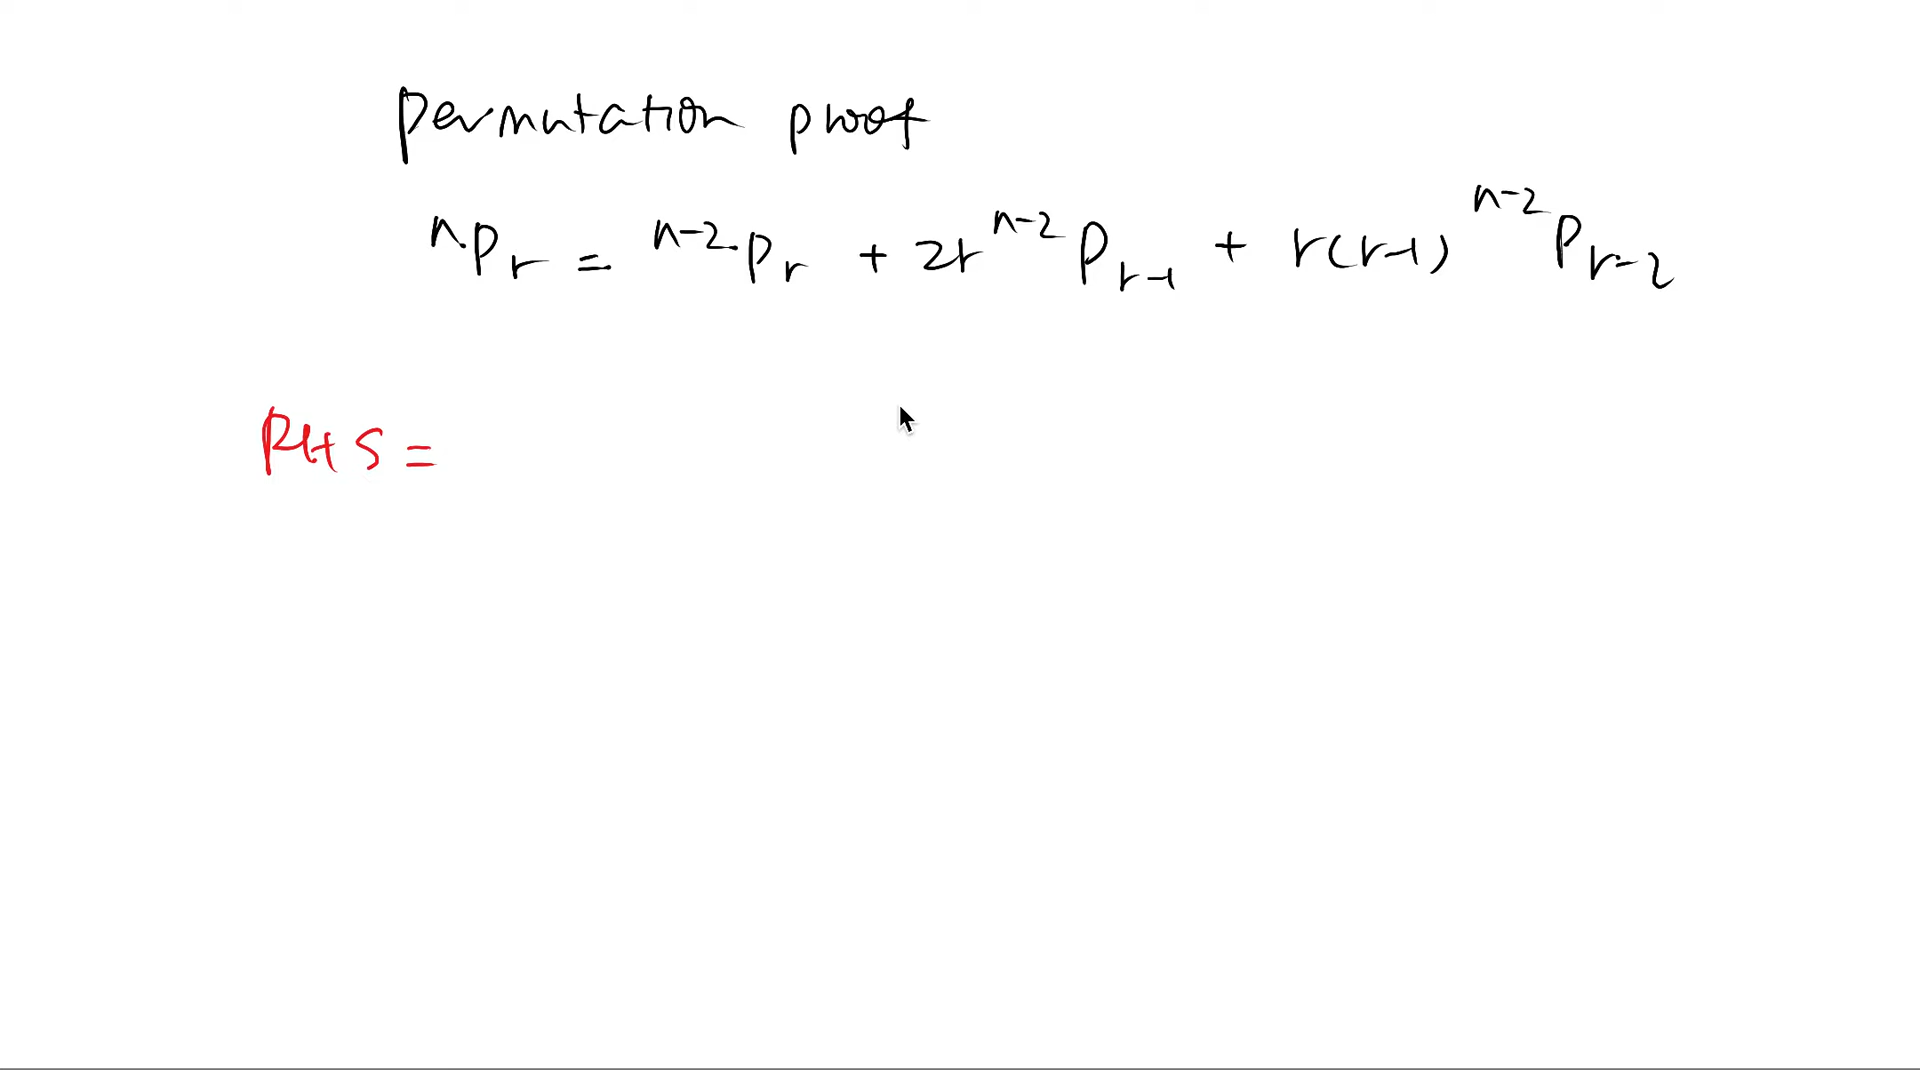 permutation proof
ⁿPᵣ = ⁿ⁻²Pᵣ + 2r ⁿ⁻²Pᵣ₋₁ + r(r-1) ⁿ⁻²Pᵣ₋₂
RHS =